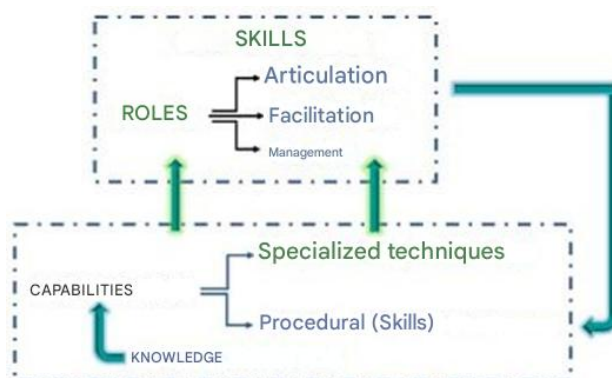 SKILLS
Articulation
ROLES
Facilitation
Management
Specialized techniques
CAPABILITIES
Procedural (Skills)
KNOWLEDGE